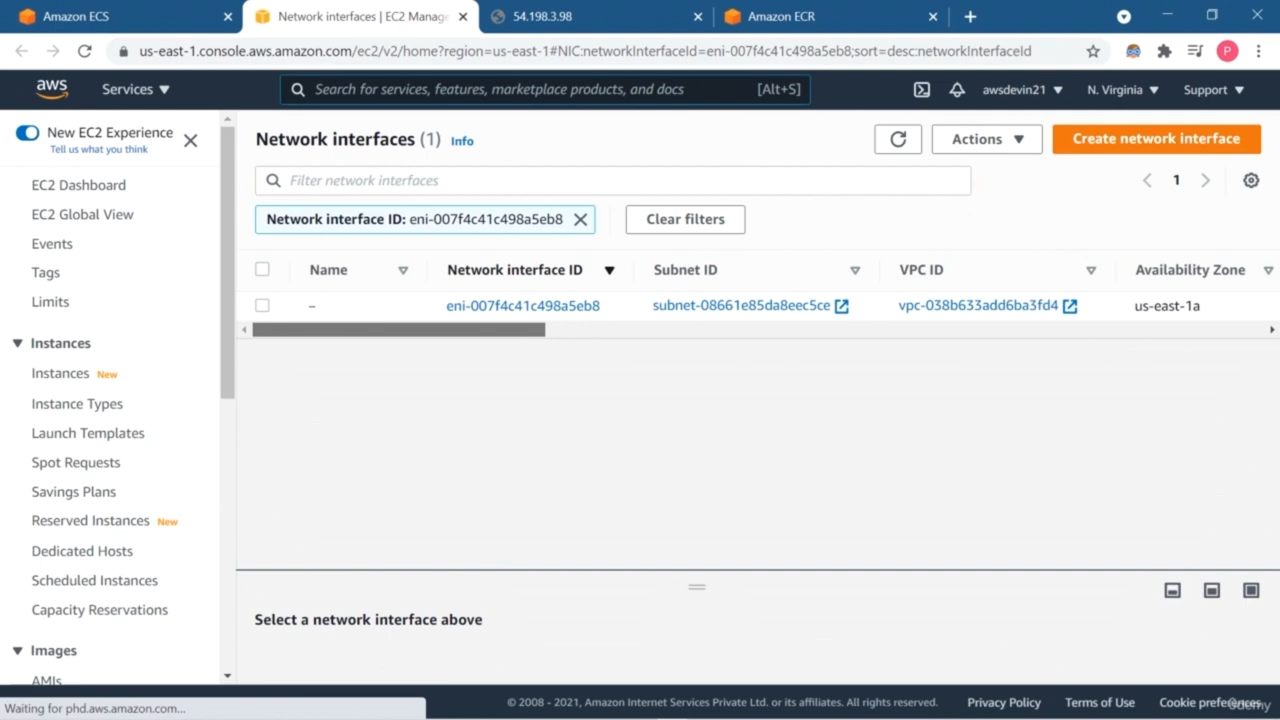 Amazon ECS
Network interfaces | EC2 Manag
54.198.3.98
Amazon ECR
us-east-1.console.aws.amazon.com/ec2/v2/home?region=us-east-1#NIC:networkInterfaceId=eni-007f4c41c498a5eb8;sort=desc:networkInterfaceId
P
aws
Services
Search for services, features, marketplace products, and docs
[Alt+S]
awsdevin21
N. Virginia
Support
New EC2 Experience
Tell us what you think
EC2 Dashboard
EC2 Global View
Events
Tags
Limits
Instances
Instances New
Instance Types
Launch Templates
Spot Requests
Savings Plans
Reserved Instances New
Dedicated Hosts
Scheduled Instances
Capacity Reservations
Images
AMIs
Network interfaces (1) Info
Actions
Create network interface
Filter network interfaces
1
Network interface ID: eni-007f4c41c498a5eb8
Clear filters
Name Network interface ID Subnet ID VPC ID Availability Zone
– eni-007f4c41c498a5eb8 subnet-08661e85da8eec5ce vpc-038b633add6ba3fd4 us-east-1a
Select a network interface above
Waiting for phd.aws.amazon.com...
© 2008 - 2021, Amazon Internet Services Private Ltd. or its affiliates. All rights reserved.
Privacy Policy
Terms of Use
Cookie preferences
Udemy